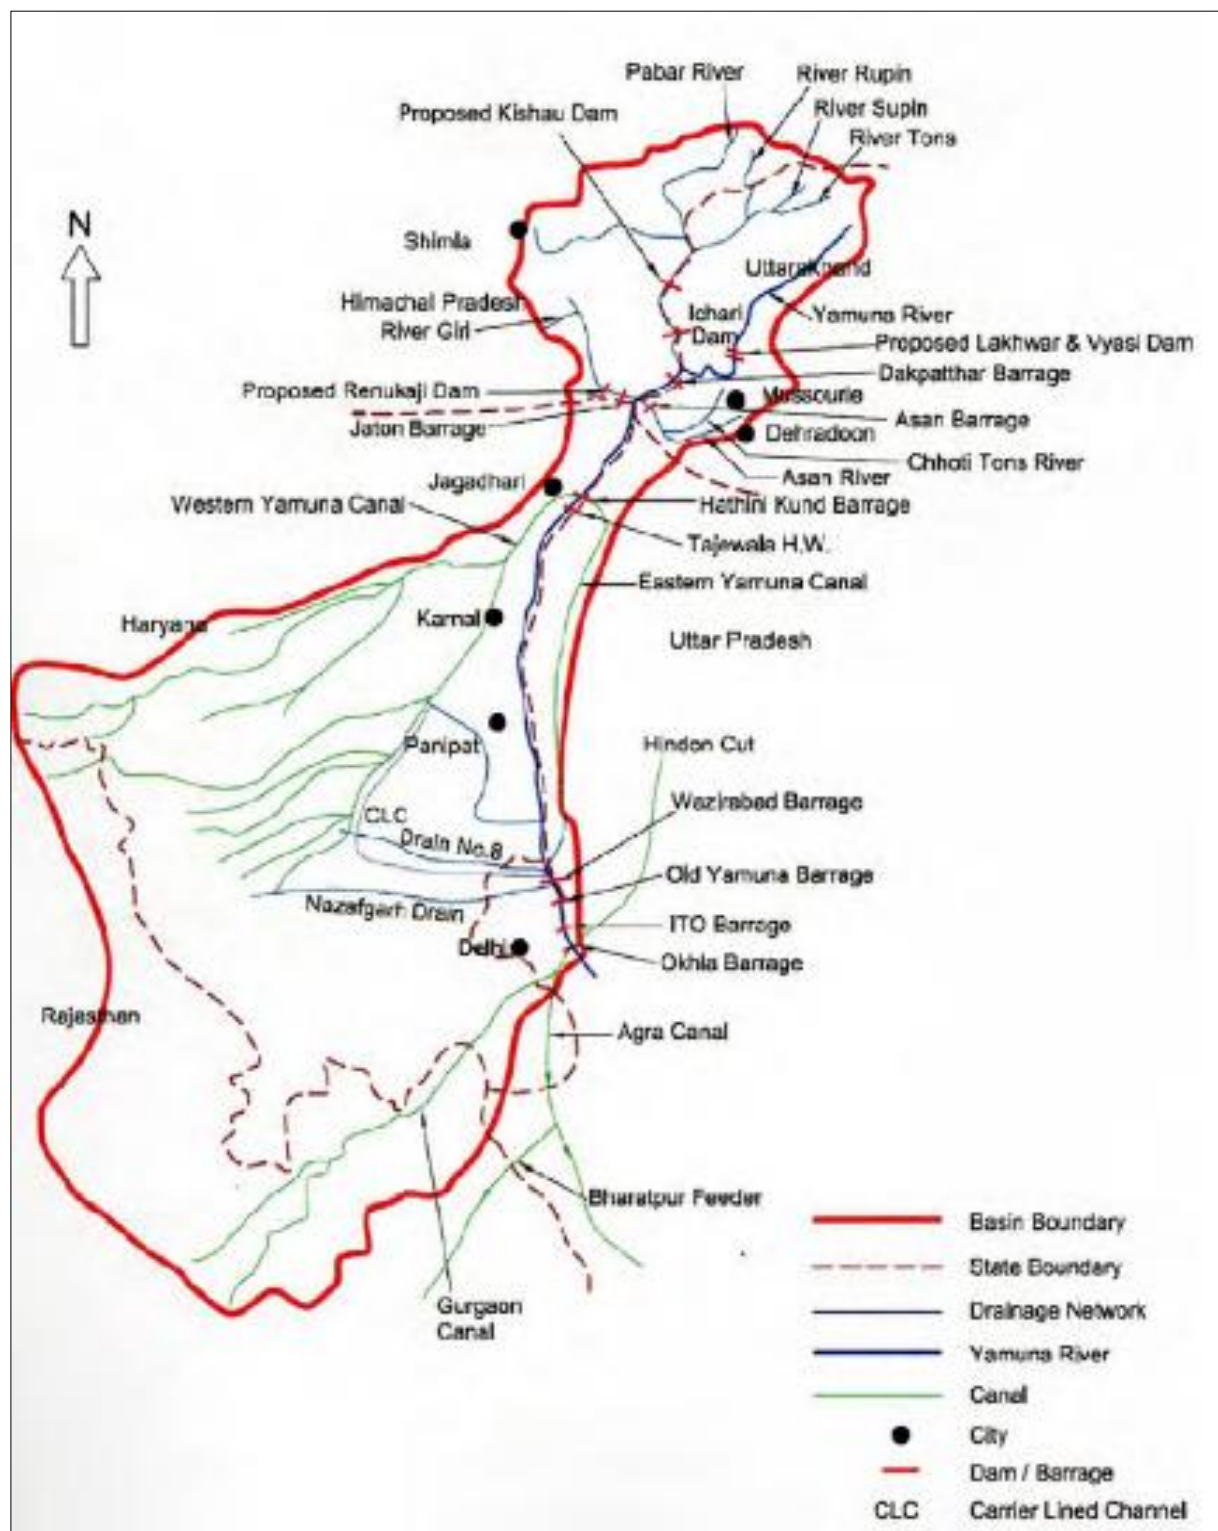 Pabar River
River Rupin
Proposed Kishau Dam
River Supin
River Tons
N
Shimla
Uttarakhand
Himachal Pradesh
River Giri
Ichari
Dam
Yamuna River
Proposed Lakhwar & Vyasi Dam
Dakpatthar Barrage
Proposed Renukaji Dam
Mussourie
Asan Barrage
Jaton Barrage
Dehradoon
Chhoti Tons River
Asan River
Jagadhari
Western Yamuna Canal
Hathini Kund Barrage
Tajewala H.W.
Eastern Yamuna Canal
Haryana
Karnal
Uttar Pradesh
Panipat
Hindon Cut
Wazirabad Barrage
CLC
Drain No.8
Old Yamuna Barrage
Nazafgarh Drain
ITO Barrage
Delhi
Okhla Barrage
Rajasthan
Agra Canal
Bharatpur Feeder
Gurgaon
Canal
Basin Boundary
State Boundary
Drainage Network
Yamuna River
Canal
City
Dam / Barrage
CLC Carrier Lined Channel